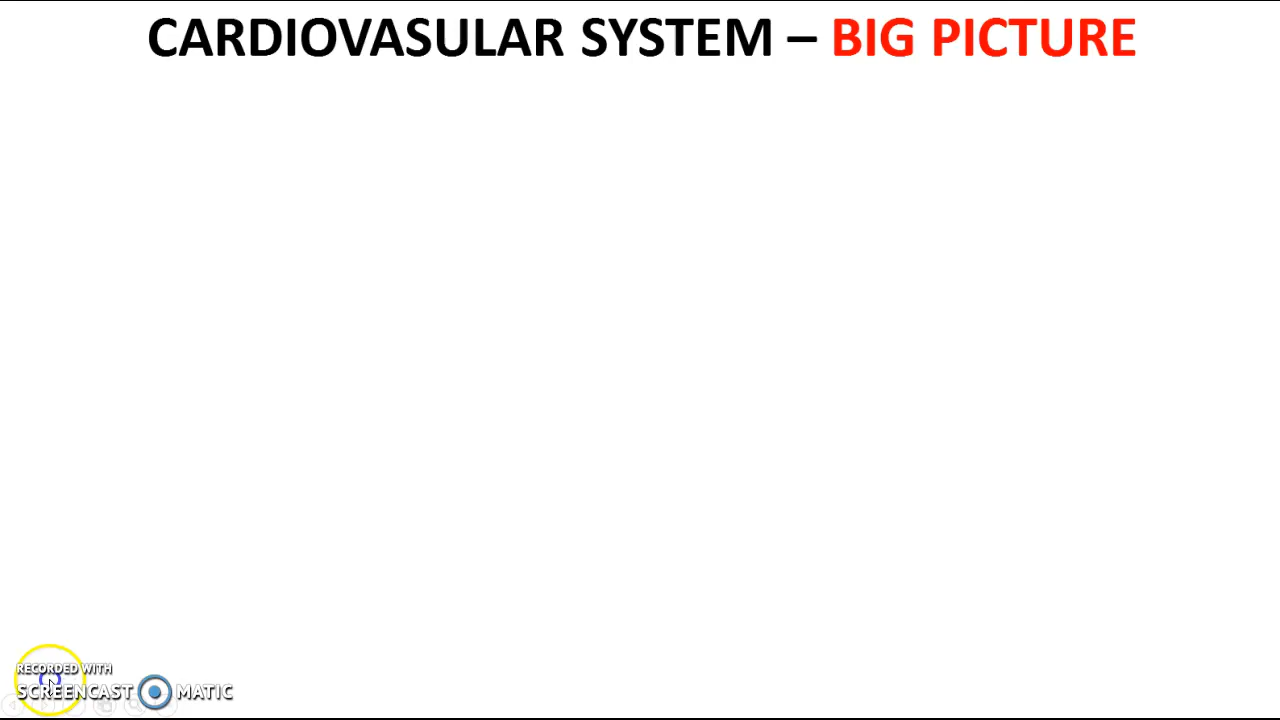 CARDIOVASULAR SYSTEM – BIG PICTURE
RECORDED WITH
SCREENCAST MATIC